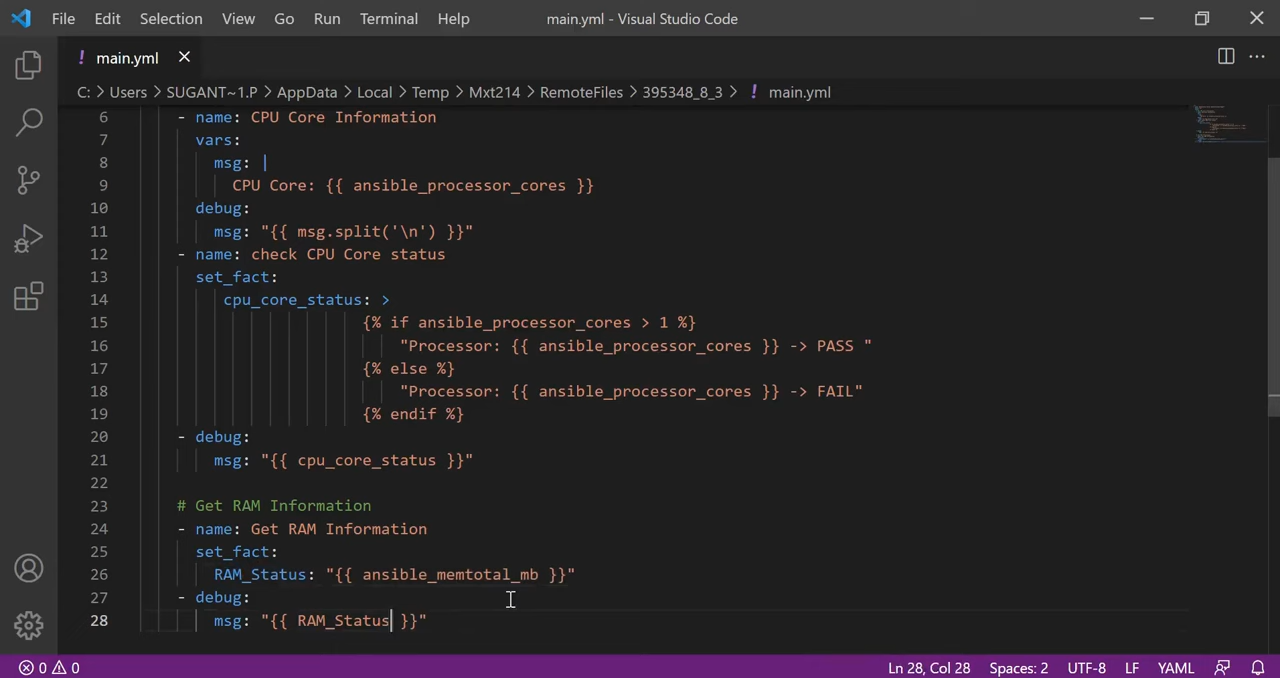 File Edit Selection View Go Run Terminal Help main.yml - Visual Studio Code
! main.yml
C: > Users > SUGANT~1.P > AppData > Local > Temp > Mxt214 > RemoteFiles > 395348_8_3 > ! main.yml
6 - name: CPU Core Information
7 vars:
8 msg: |
9 CPU Core: {{ ansible_processor_cores }}
10 debug:
11 msg: "{{ msg.split('\n') }}"
12 - name: check CPU Core status
13 set_fact:
14 cpu_core_status: >
15 {% if ansible_processor_cores > 1 %}
16 "Processor: {{ ansible_processor_cores }} -> PASS "
17 {% else %}
18 "Processor: {{ ansible_processor_cores }} -> FAIL"
19 {% endif %}
20 - debug:
21 msg: "{{ cpu_core_status }}"
22
23 # Get RAM Information
24 - name: Get RAM Information
25 set_fact:
26 RAM_Status: "{{ ansible_memtotal_mb }}"
27 - debug:
28 msg: "{{ RAM_Status }}"
0 0 Ln 28, Col 28 Spaces: 2 UTF-8 LF YAML